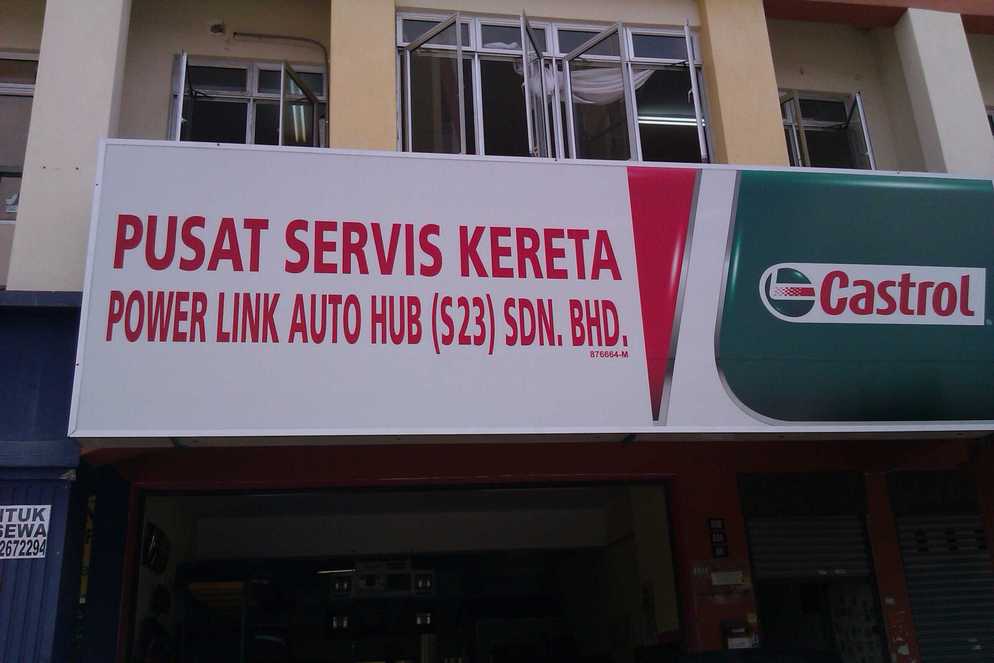 PUSAT SERVIS KERETA
POWER LINK AUTO HUB (S23) SDN. BHD.
876664-M
Castrol
SEWA
2672294